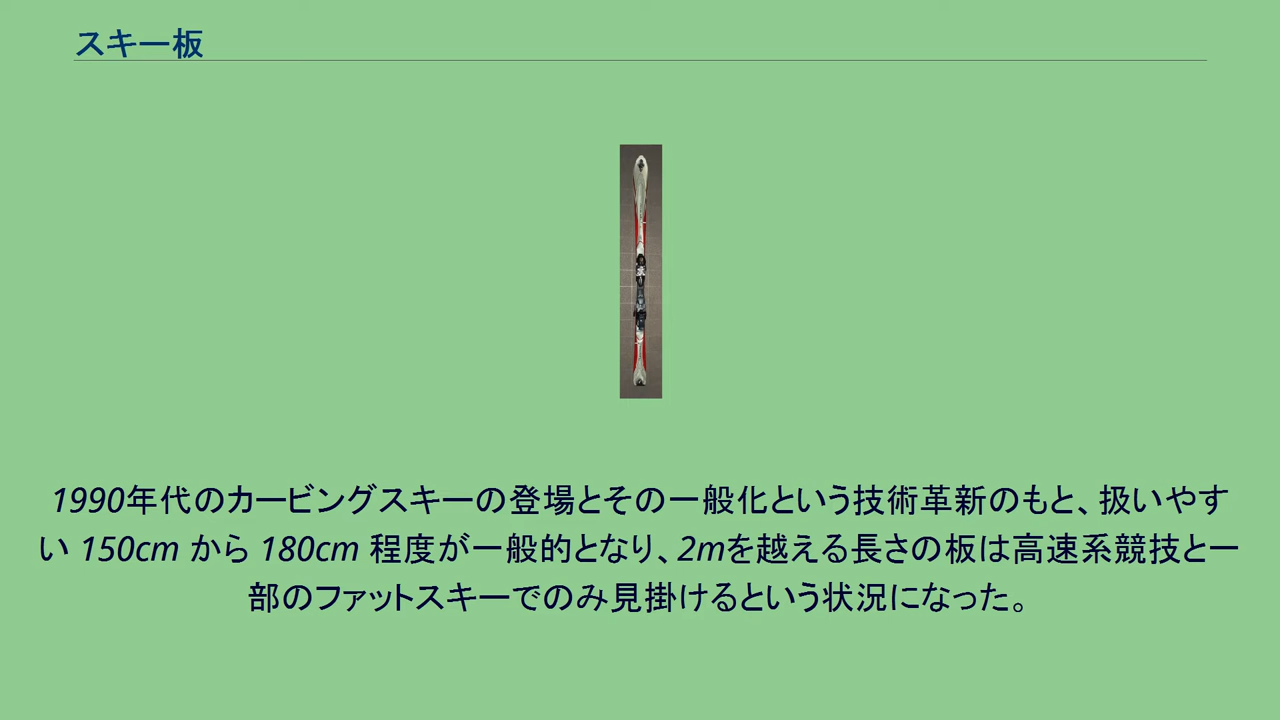 スキー板
1990年代のカービングスキーの登場とその一般化という技術革新のもと、扱いやす
い 150cm から 180cm 程度が一般的となり、2mを越える長さの板は高速系競技と一
部のファットスキーでのみ見掛けるという状況になった。